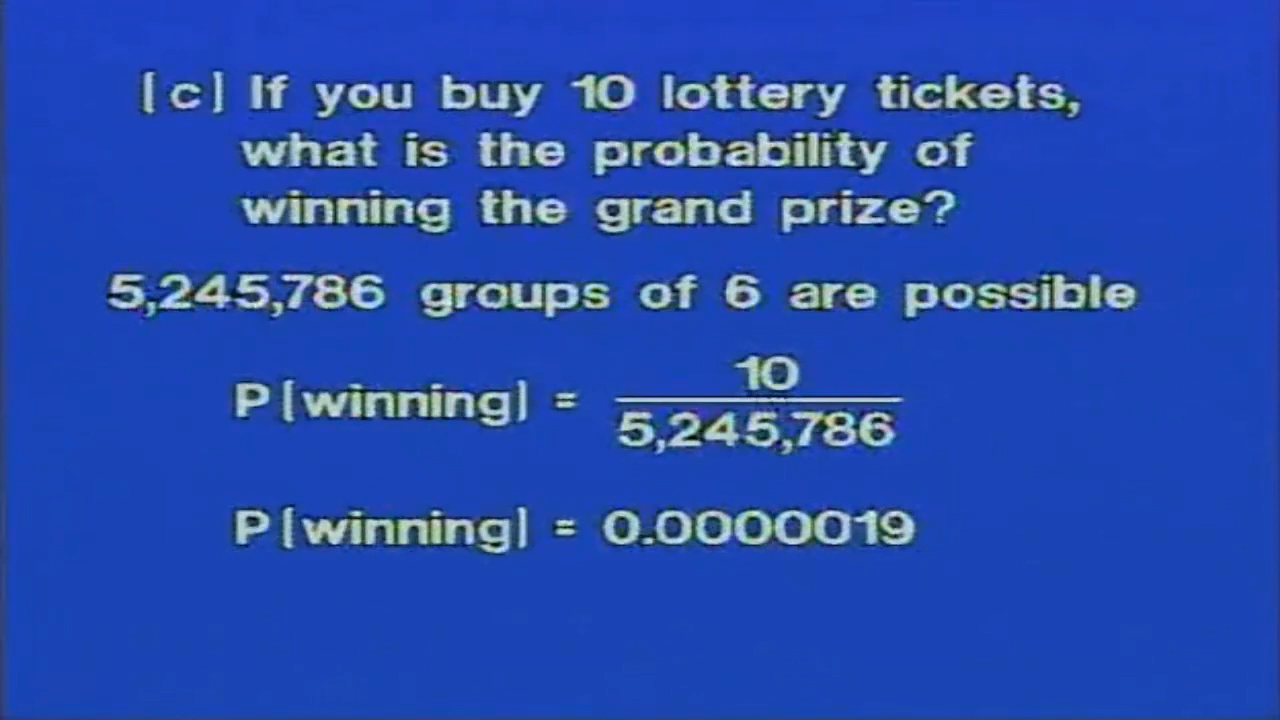 (c) If you buy 10 lottery tickets,
what is the probability of
winning the grand prize?
5,245,786 groups of 6 are possible
P(winning) = 10
5,245,786
P(winning) = 0.0000019